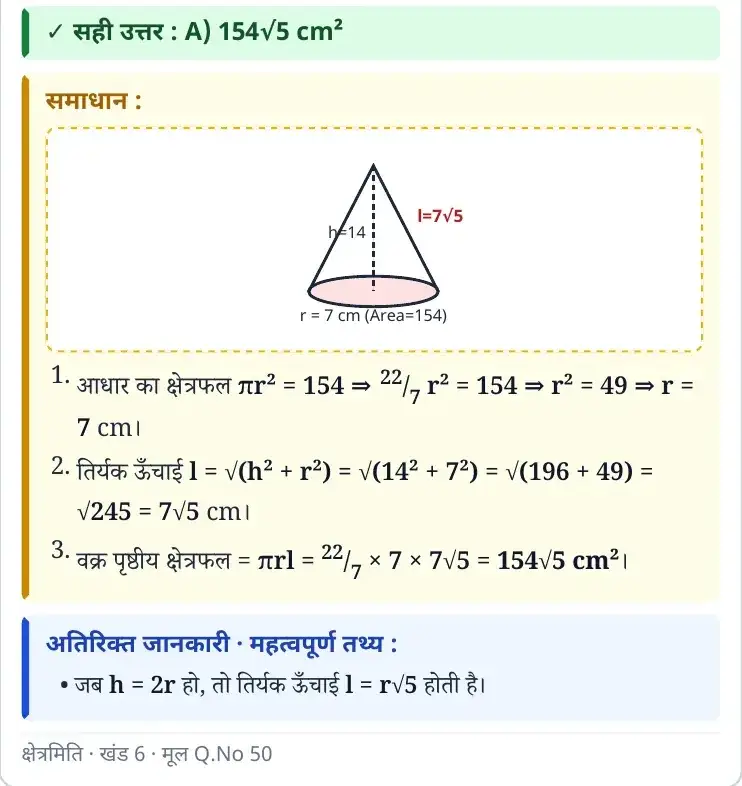 ✓ सही उत्तर : A) 154√5 cm²
समाधान :
l=7√5
h=14
r = 7 cm (Area=154)
1. आधार का क्षेत्रफल πr² = 154 ⇒ 22/7 r² = 154 ⇒ r² = 49 ⇒ r =
7 cm।
2. तिर्यक ऊँचाई l = √(h² + r²) = √(14² + 7²) = √(196 + 49) =
√245 = 7√5 cm।
3. वक्र पृष्ठीय क्षेत्रफल = πrl = 22/7 × 7 × 7√5 = 154√5 cm²।
अतिरिक्त जानकारी · महत्वपूर्ण तथ्य :
• जब h = 2r हो, तो तिर्यक ऊँचाई l = r√5 होती है।
क्षेत्रमिति · खंड 6 · मूल Q.No 50